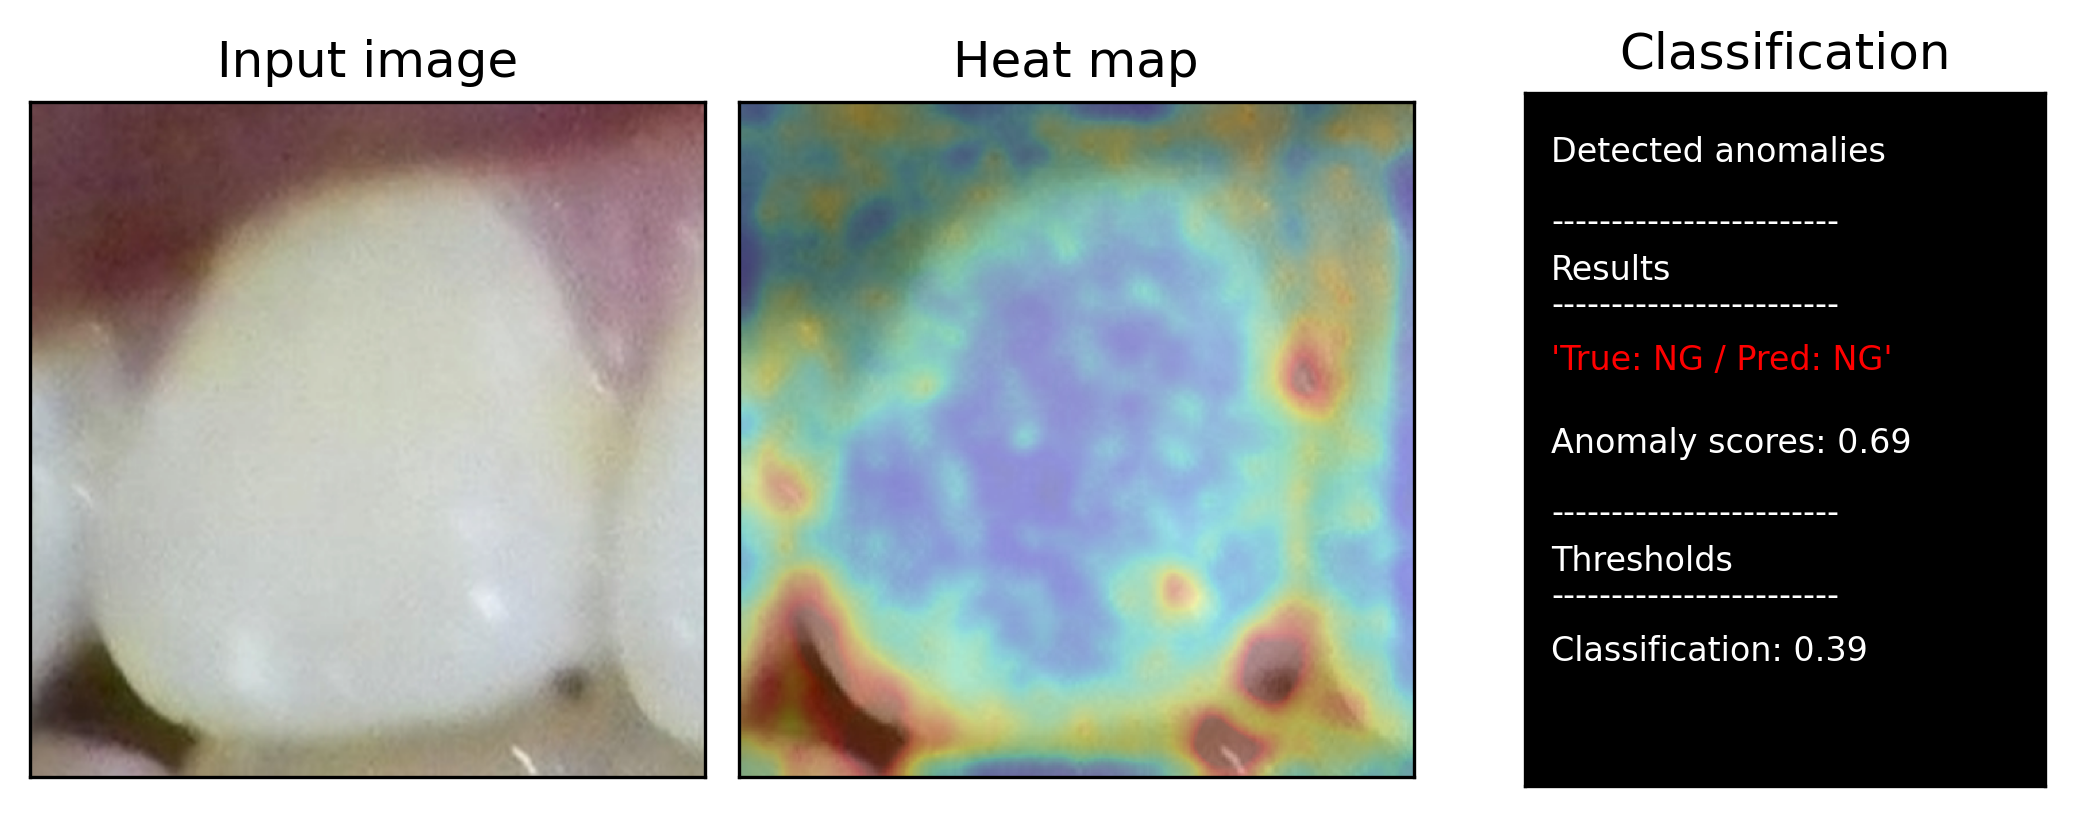 Input image
Heat map
Classification
Detected anomalies
------------------------
Results
------------------------
'True: NG / Pred: NG'
Anomaly scores: 0.69
------------------------
Thresholds
------------------------
Classification: 0.39